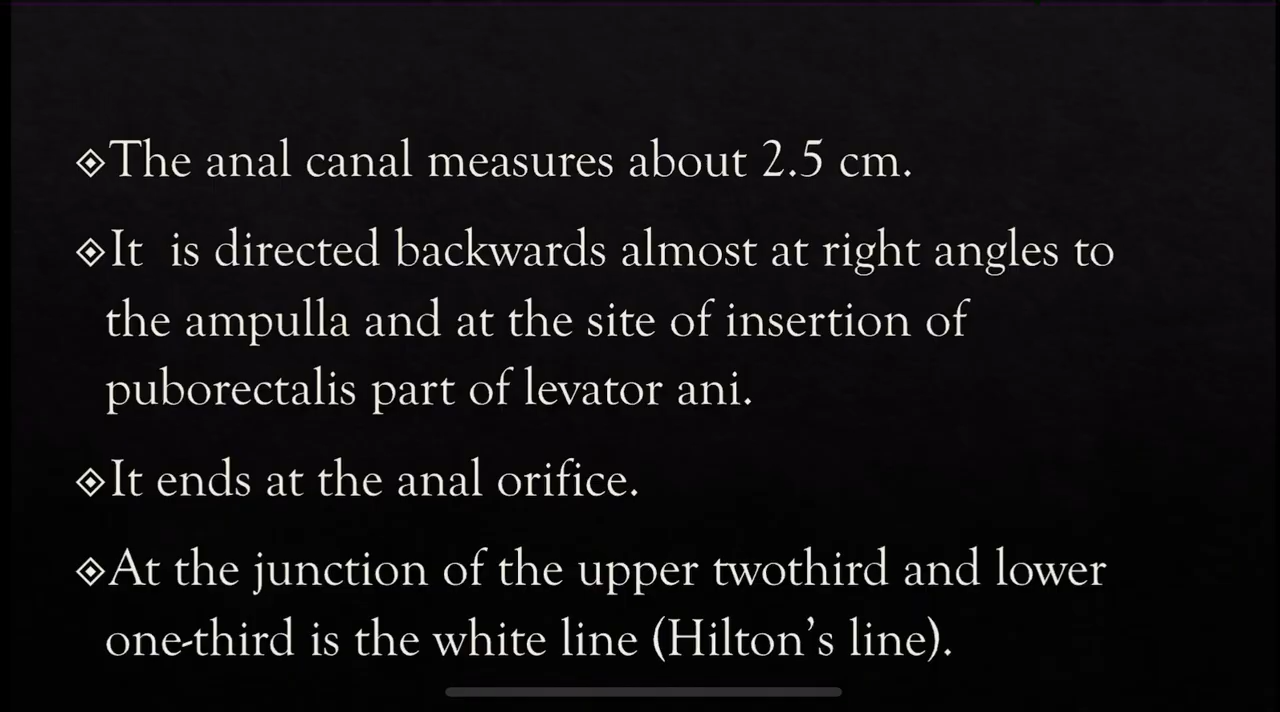 The anal canal measures about 2.5 cm.
It is directed backwards almost at right angles to
the ampulla and at the site of insertion of
puborectalis part of levator ani.
It ends at the anal orifice.
At the junction of the upper twothird and lower
one-third is the white line (Hilton’s line).